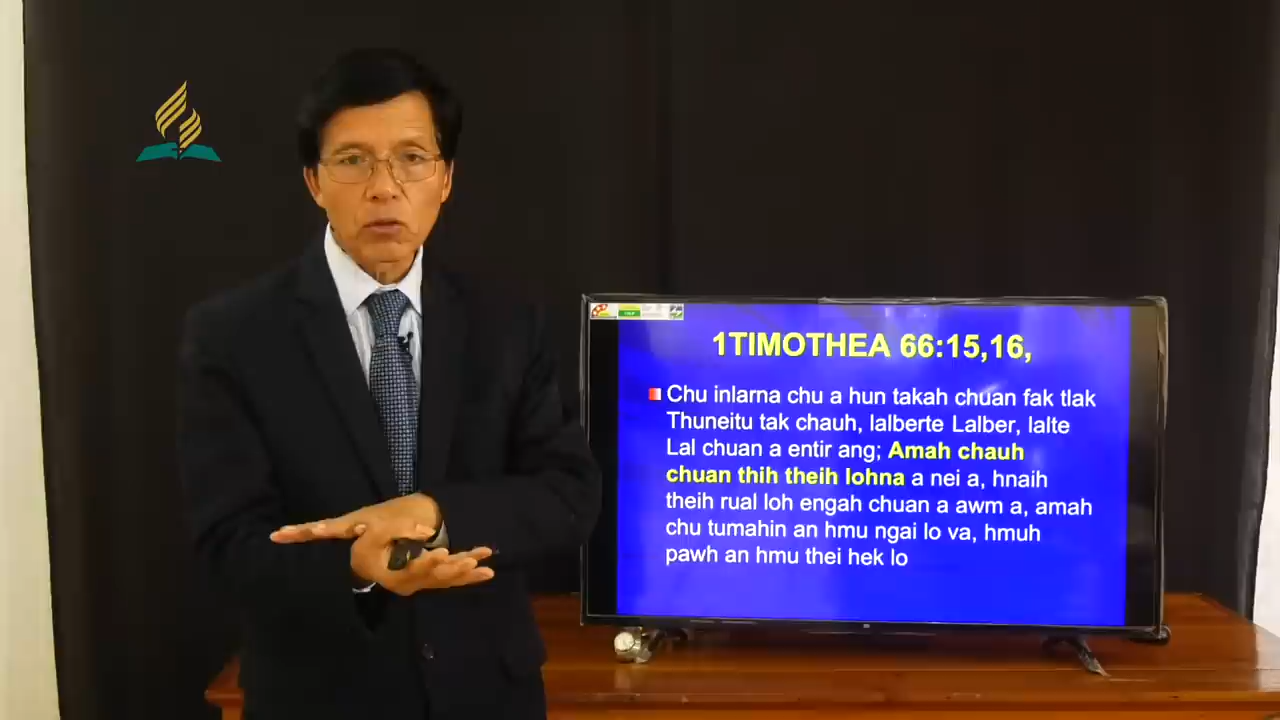 1TIMOTHEA 66:15,16,
Chu inlarna chu a hun takah chuan fak tlak
Thuneitu tak chauh, lalberte Lalber, lalte
Lal chuan a entir ang; Amah chauh
chuan thih theih lohna a nei a, hnaih
theih rual loh engah chuan a awm a, amah
chu tumahin an hmu ngai lo va, hmuh
pawh an hmu thei hek lo